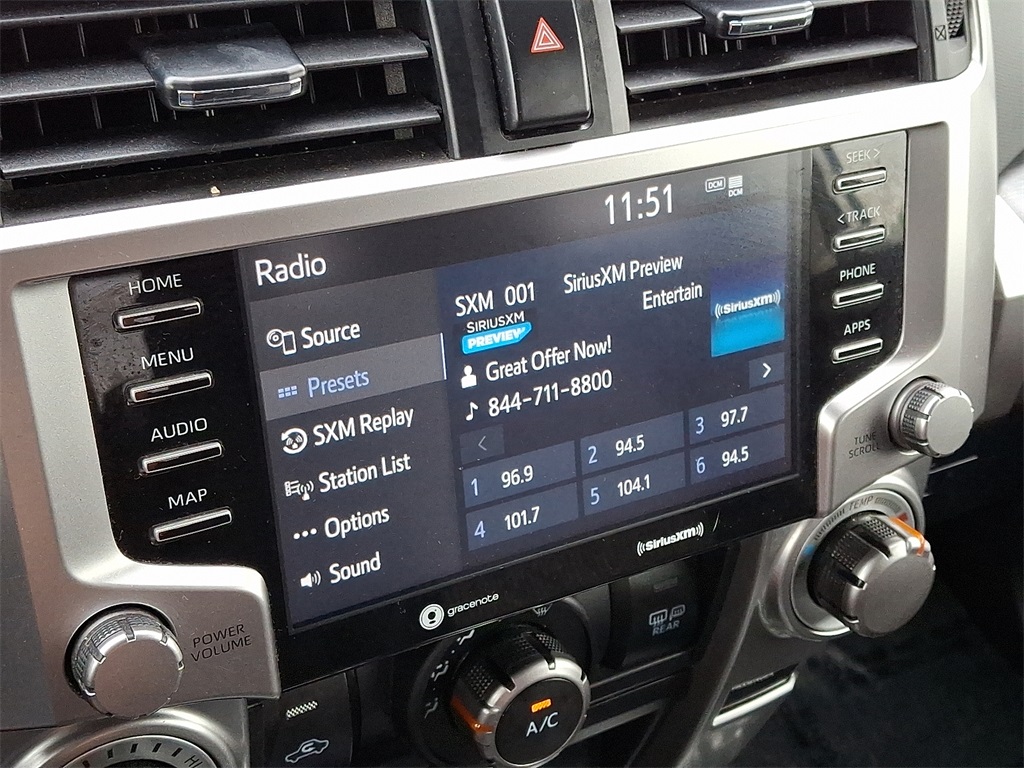 11:51
DCM
DCM
SEEK >
< TRACK
PHONE
APPS
TUNE
SCROLL
HOME
MENU
AUDIO
MAP
POWER
VOLUME
Radio
Source
Presets
SXM Replay
Station List
Options
Sound
SXM 001
SiriusXM Preview
Entertain
SIRIUSXM
PREVIEW
((SiriusXM))
Great Offer Now!
844-711-8800
1 96.9
2 94.5
3 97.7
4 101.7
5 104.1
6 94.5
gracenote
((SiriusXM))
TEMP
REAR
A/C